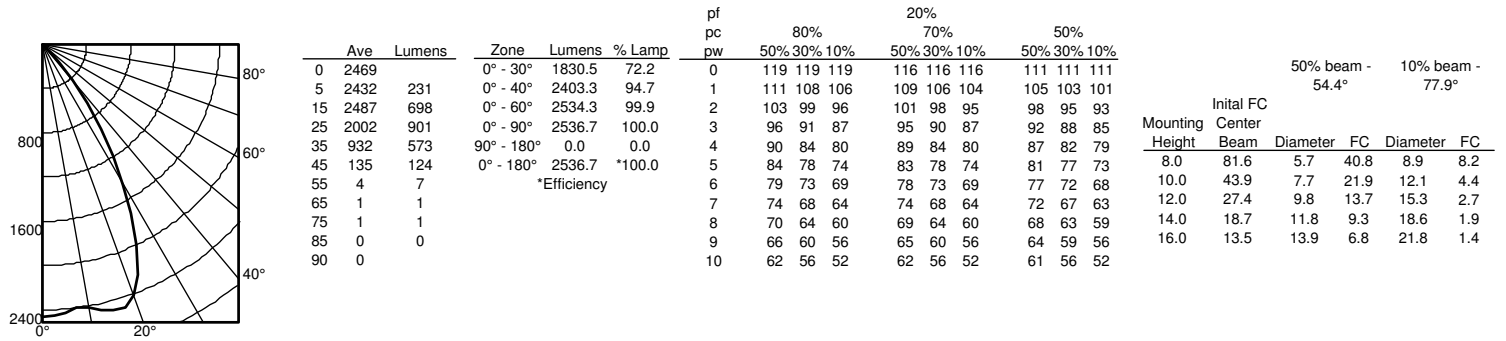 80°
800
60°
1600
40°
2400
0° 20°
Ave Lumens
0 2469
5 2432 231
15 2487 698
25 2002 901
35 932 573
45 135 124
55 4 7
65 1 1
75 1 1
85 0 0
90 0
Zone Lumens % Lamp
0° - 30° 1830.5 72.2
0° - 40° 2403.3 94.7
0° - 60° 2534.3 99.9
0° - 90° 2536.7 100.0
90° - 180° 0.0 0.0
0° - 180° 2536.7 *100.0
*Efficiency
pf 20%
pc 80% 70% 50%
pw 50% 30% 10% 50% 30% 10% 50% 30% 10%
0 119 119 119 116 116 116 111 111 111
1 111 108 106 109 106 104 105 103 101
2 103 99 96 101 98 95 98 95 93
3 96 91 87 95 90 87 92 88 85
4 90 84 80 89 84 80 87 82 79
5 84 78 74 83 78 74 81 77 73
6 79 73 69 78 73 69 77 72 68
7 74 68 64 74 68 64 72 67 63
8 70 64 60 69 64 60 68 63 59
9 66 60 56 65 60 56 64 59 56
10 62 56 52 62 56 52 61 56 52
50% beam - 10% beam -
54.4° 77.9°
Inital FC
Mounting Center
Height Beam Diameter FC Diameter FC
8.0 81.6 5.7 40.8 8.9 8.2
10.0 43.9 7.7 21.9 12.1 4.4
12.0 27.4 9.8 13.7 15.3 2.7
14.0 18.7 11.8 9.3 18.6 1.9
16.0 13.5 13.9 6.8 21.8 1.4